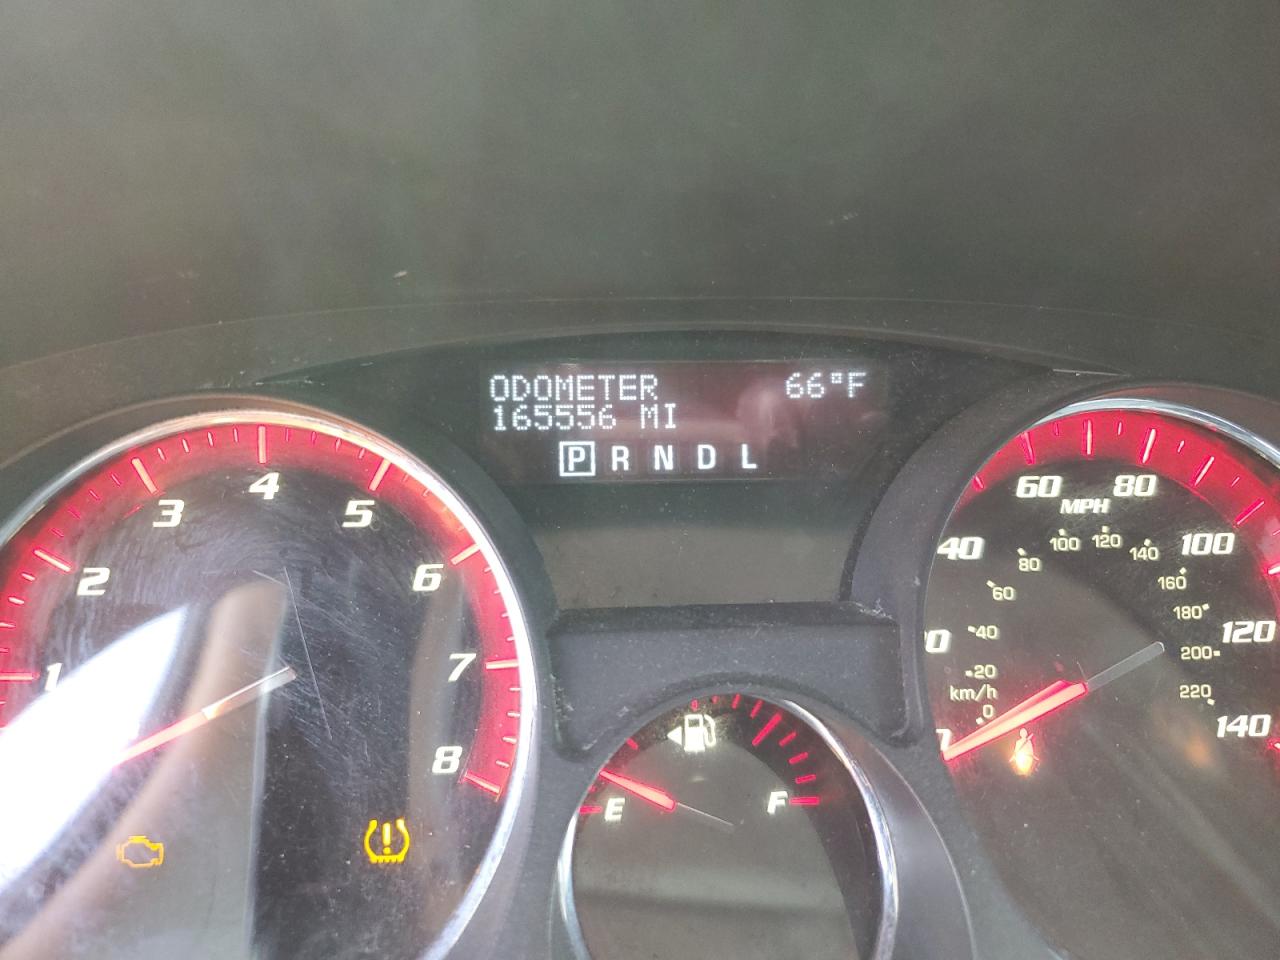 ODOMETER 66°F
165556 MI
P R N D L
1 2 3 4 5 6 7 8
E F
40 60 80 100 120 140
MPH
0 20 40 60 80 100 120 140 160 180 200 220
km/h